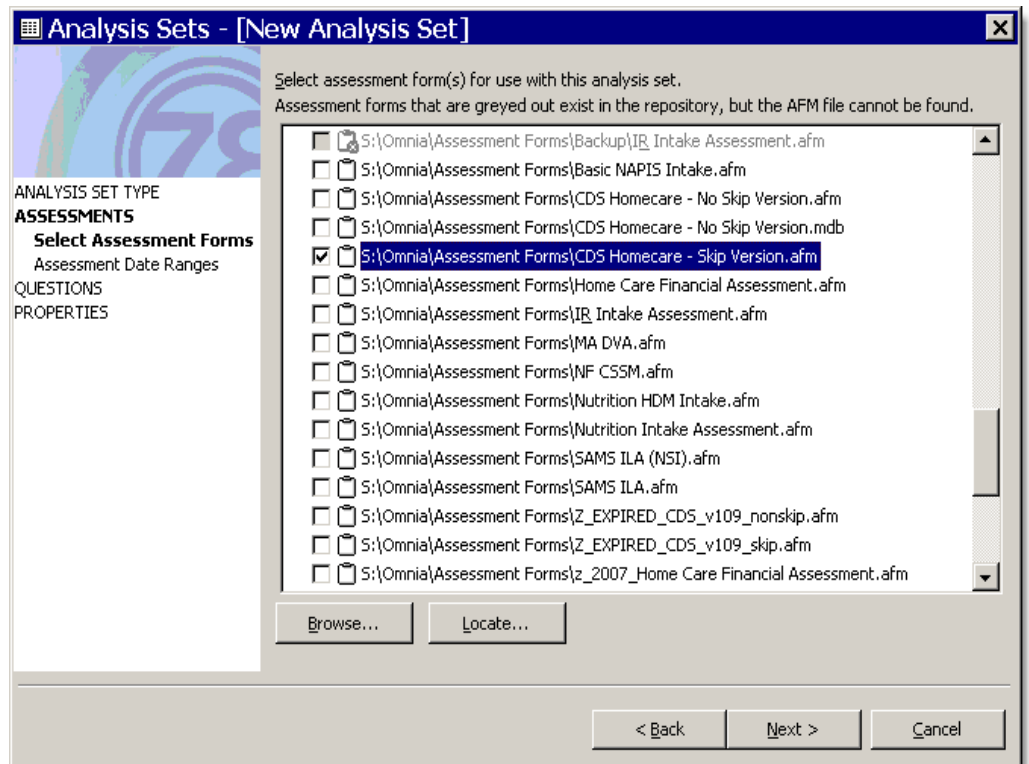 Analysis Sets - [New Analysis Set]
78
Select assessment form(s) for use with this analysis set.
Assessment forms that are greyed out exist in the repository, but the AFM file cannot be found.
ANALYSIS SET TYPE
ASSESSMENTS
Select Assessment Forms
Assessment Date Ranges
QUESTIONS
PROPERTIES
S:\Omnia\Assessment Forms\Backup\IR Intake Assessment.afm
S:\Omnia\Assessment Forms\Basic NAPIS Intake.afm
S:\Omnia\Assessment Forms\CDS Homecare - No Skip Version.afm
S:\Omnia\Assessment Forms\CDS Homecare - No Skip Version.mdb
S:\Omnia\Assessment Forms\CDS Homecare - Skip Version.afm
S:\Omnia\Assessment Forms\Home Care Financial Assessment.afm
S:\Omnia\Assessment Forms\IR Intake Assessment.afm
S:\Omnia\Assessment Forms\MA DVA.afm
S:\Omnia\Assessment Forms\NF CSSM.afm
S:\Omnia\Assessment Forms\Nutrition HDM Intake.afm
S:\Omnia\Assessment Forms\Nutrition Intake Assessment.afm
S:\Omnia\Assessment Forms\SAMS ILA (NSI).afm
S:\Omnia\Assessment Forms\SAMS ILA.afm
S:\Omnia\Assessment Forms\Z_EXPIRED_CDS_v109_nonskip.afm
S:\Omnia\Assessment Forms\Z_EXPIRED_CDS_v109_skip.afm
S:\Omnia\Assessment Forms\z_2007_Home Care Financial Assessment.afm
Browse...
Locate...
< Back
Next >
Cancel